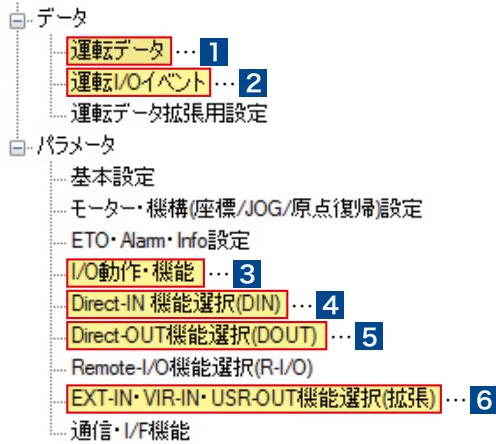 データ
運転データ … 1
運転I/Oイベント … 2
運転データ拡張用設定
パラメータ
基本設定
モーター・機構(座標/JOG/原点復帰)設定
ETO・Alarm・Info設定
I/O動作・機能 … 3
Direct-IN 機能選択(DIN) … 4
Direct-OUT機能選択(DOUT) … 5
Remote-I/O機能選択(R-I/O)
EXT-IN・VIR-IN・USR-OUT機能選択(拡張) … 6
通信・I/F機能